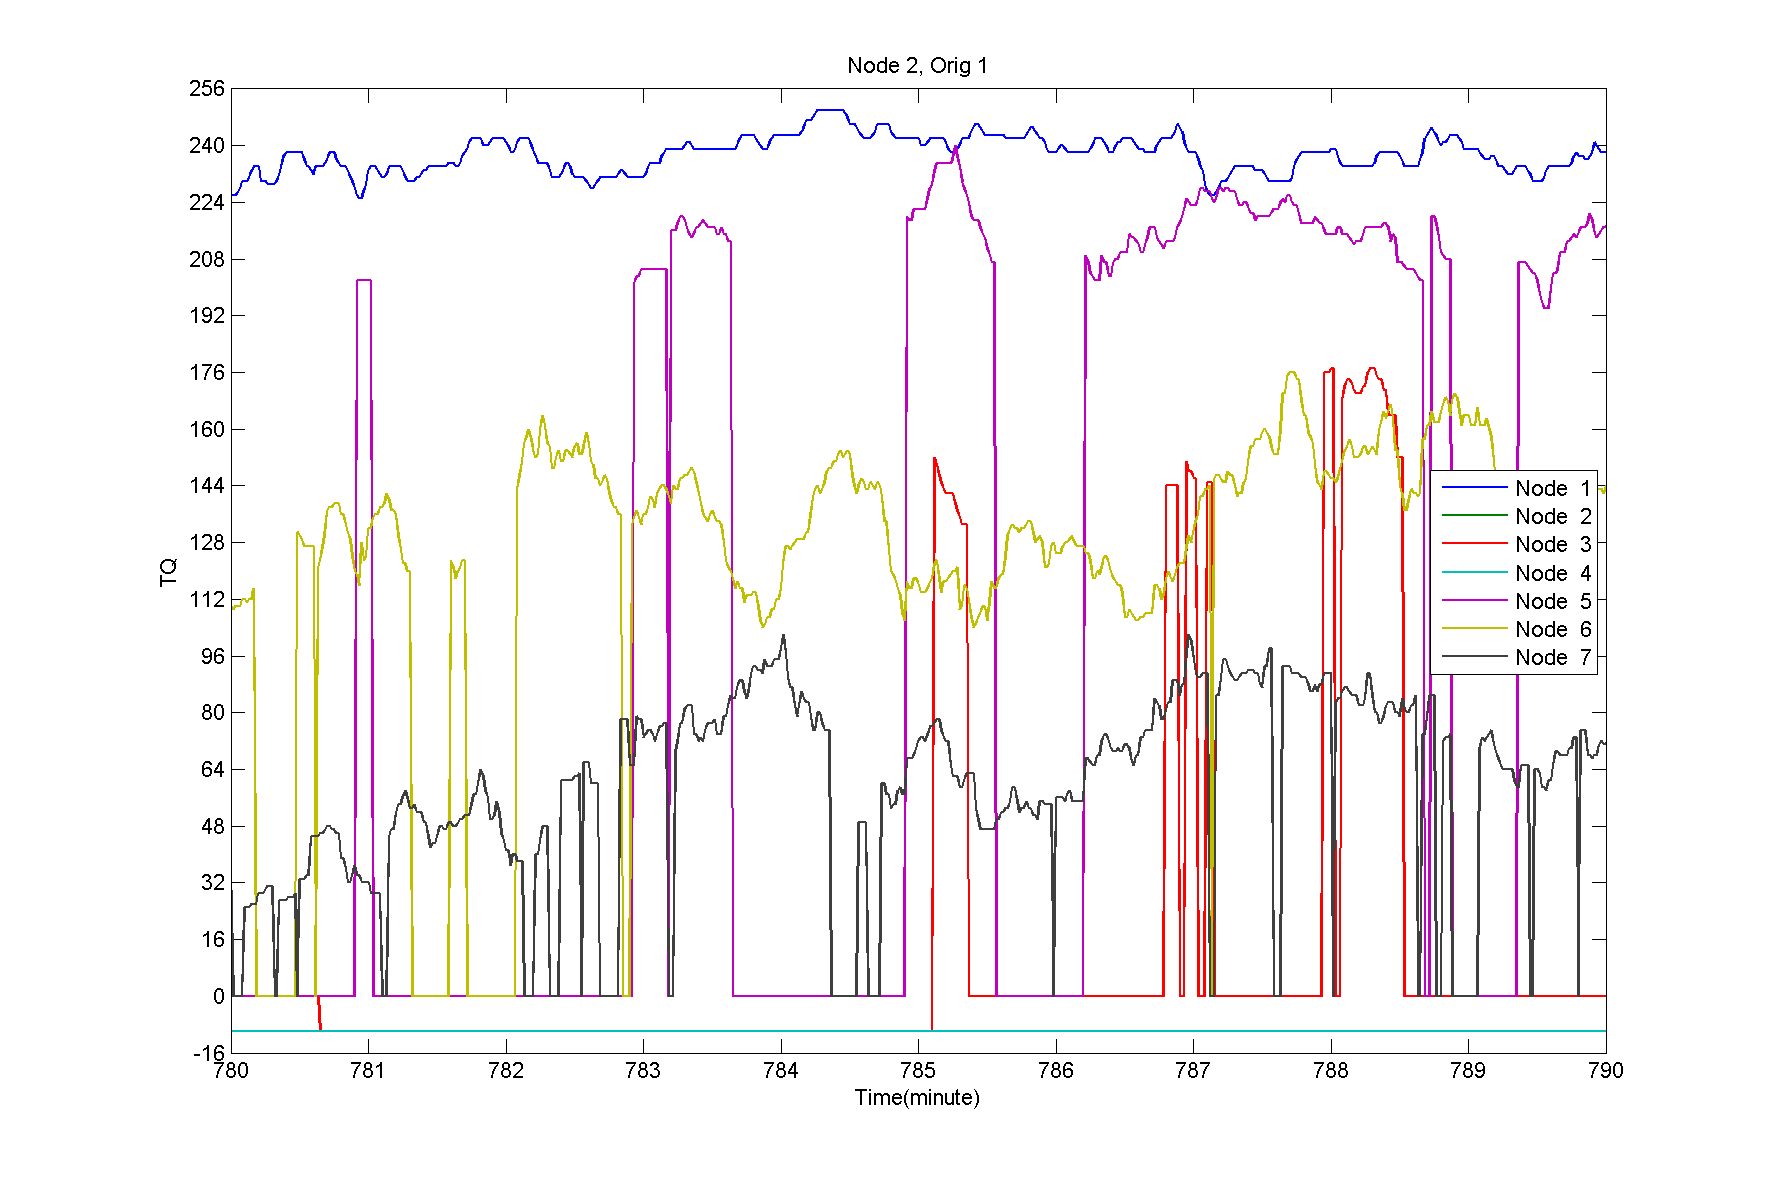 Node 2, Orig 1
256
240
224
208
192
176
160
144
128
112
96
80
64
48
32
16
0
-16
TQ
Node 1
Node 2
Node 3
Node 4
Node 5
Node 6
Node 7
780 781 782 783 784 785 786 787 788 789 790
Time(minute)